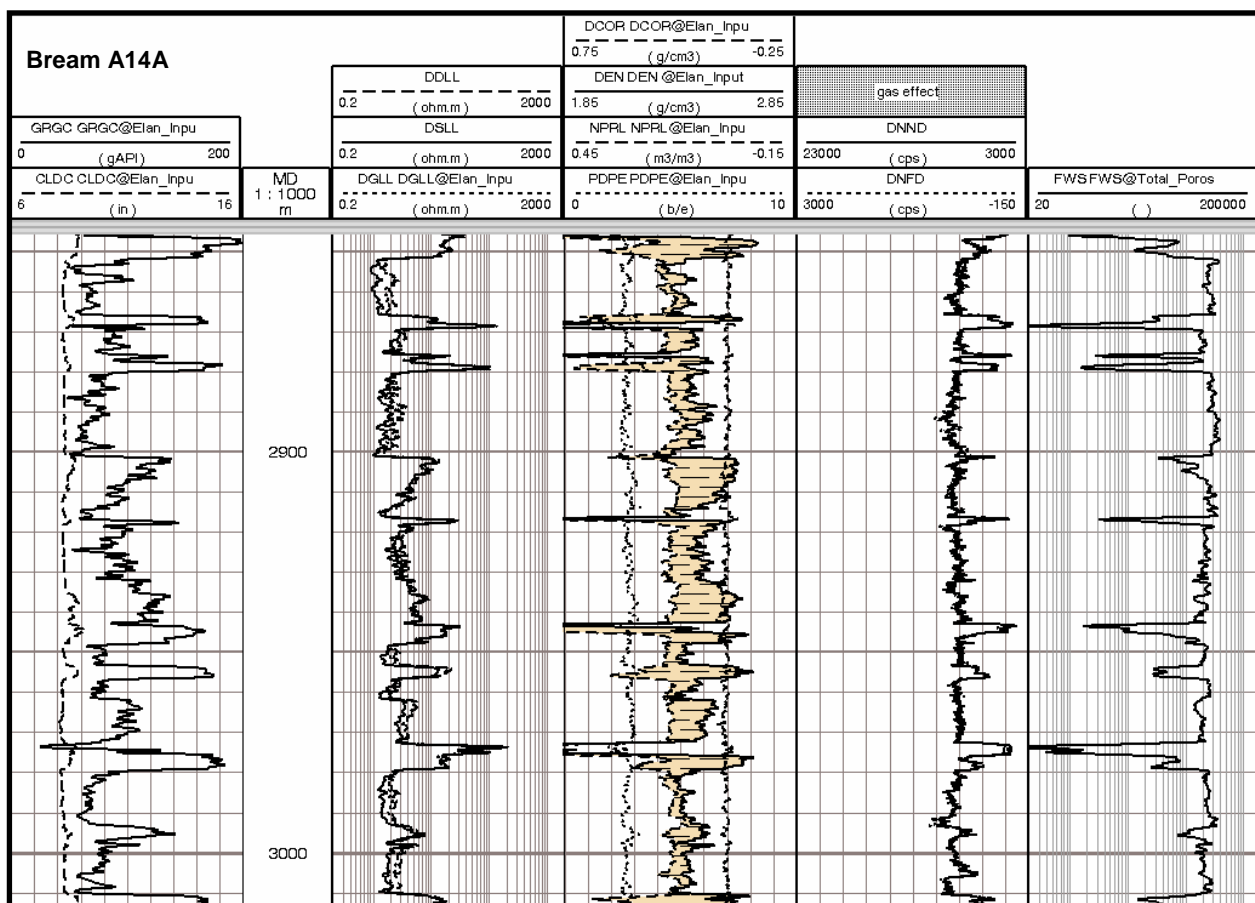 Bream A14A
DCOR DCOR@Elan_Inpu
0.75 (g/cm3) -0.25
DDLL
0.2 (ohm.m) 2000
DEN DEN @Elan_Input
1.85 (g/cm3) 2.85
gas effect
GRGC GRGC@Elan_Inpu
0 (gAPI) 200
DSLL
0.2 (ohm.m) 2000
NPRL NPRL@Elan_Inpu
0.45 (m3/m3) -0.15
DNND
23000 (cps) 3000
CLDC CLDC@Elan_Inpu
6 (in) 16
MD
1 : 1000
m
DGLL DGLL@Elan_Inpu
0.2 (ohm.m) 2000
PDPE PDPE@Elan_Inpu
0 (b/e) 10
DNFD
3000 (cps) -150
FWS FWS@Total_Poros
20 ( ) 200000
2900
3000